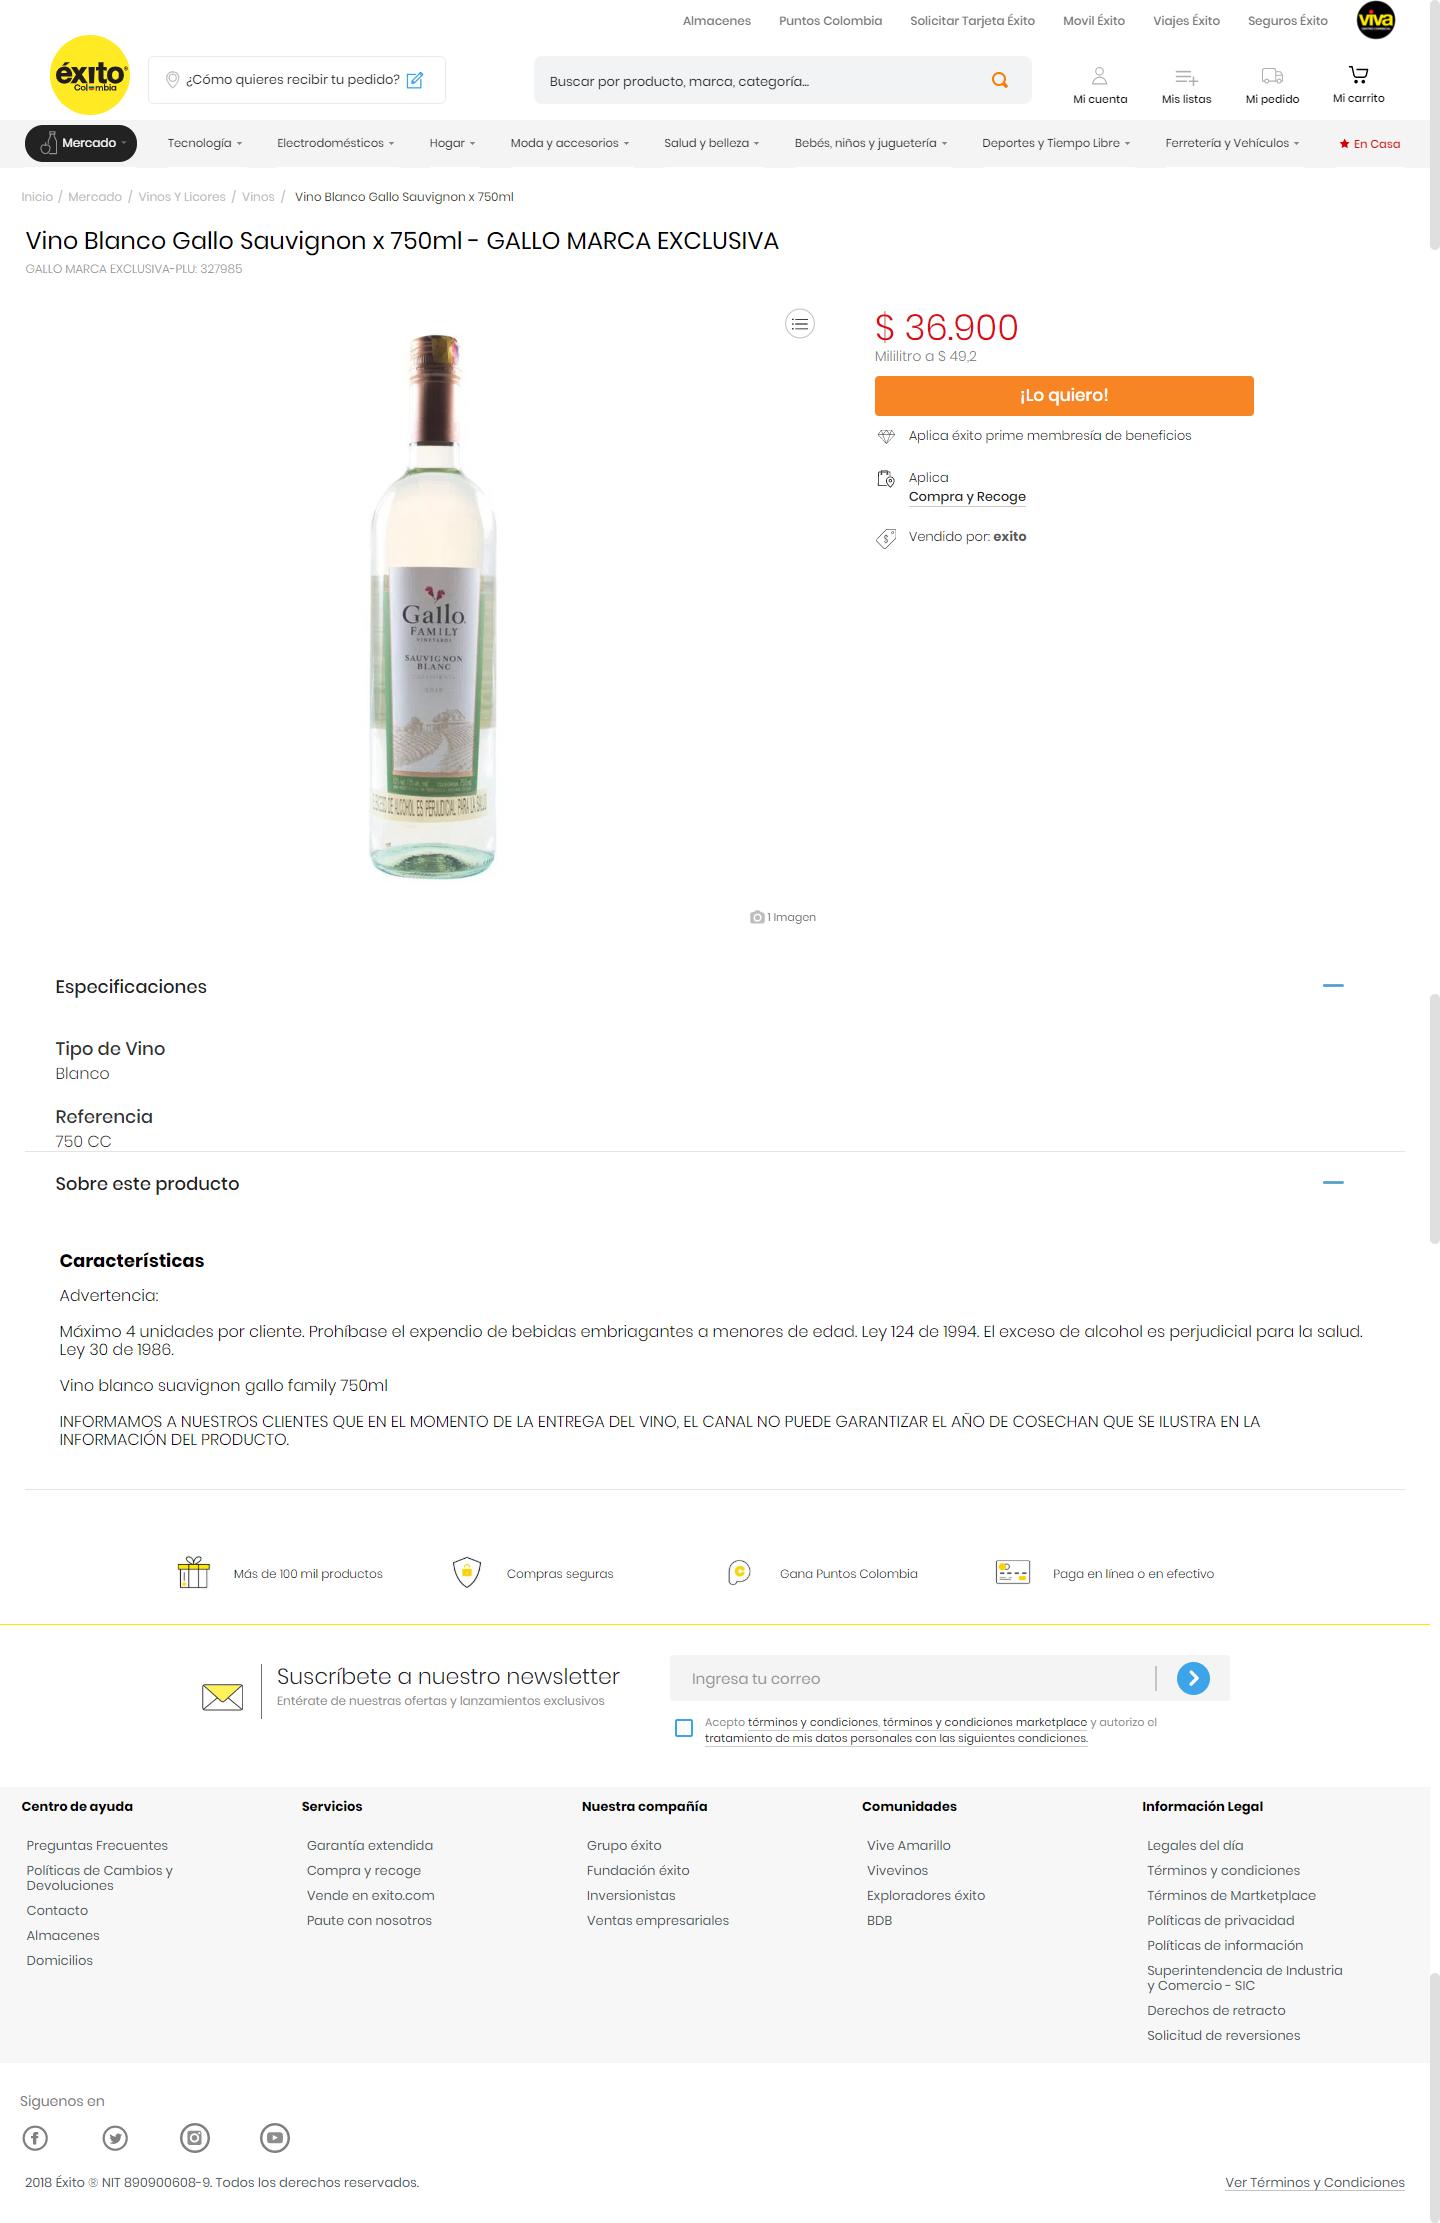 Almacenes Puntos Colombia Solicitar Tarjeta Éxito Movil Éxito Viajes Éxito Seguros Éxito viva
éxito
Colombia
¿Cómo quieres recibir tu pedido?
Buscar por producto, marca, categoría...
Mi cuenta Mis listas Mi pedido Mi carrito
Mercado Tecnología Electrodomésticos Hogar Moda y accesorios Salud y belleza Bebés, niños y juguetería Deportes y Tiempo Libre Ferretería y Vehículos En Casa
Inicio / Mercado / Vinos Y Licores / Vinos / Vino Blanco Gallo Sauvignon x 750ml
Vino Blanco Gallo Sauvignon x 750ml - GALLO MARCA EXCLUSIVA
GALLO MARCA EXCLUSIVA-PLU: 327985
$ 36.900
Mililitro a $ 49,2
¡Lo quiero!
Aplica éxito prime membresía de beneficios
Aplica
Compra y Recoge
Vendido por: exito
Gallo
FAMILY
VINEYARDS
SAUVIGNON
BLANC
EL EXCESO DE ALCOHOL ES PERJUDICIAL PARA LA SALUD
1 Imagen
Especificaciones
Tipo de Vino
Blanco
Referencia
750 CC
Sobre este producto
Características
Advertencia:
Máximo 4 unidades por cliente. Prohíbase el expendio de bebidas embriagantes a menores de edad. Ley 124 de 1994. El exceso de alcohol es perjudicial para la salud.
Ley 30 de 1986.
Vino blanco suavignon gallo family 750ml
INFORMAMOS A NUESTROS CLIENTES QUE EN EL MOMENTO DE LA ENTREGA DEL VINO, EL CANAL NO PUEDE GARANTIZAR EL AÑO DE COSECHAN QUE SE ILUSTRA EN LA
INFORMACIÓN DEL PRODUCTO.
Más de 100 mil productos
Compras seguras
Gana Puntos Colombia
Paga en línea o en efectivo
Suscríbete a nuestro newsletter
Entérate de nuestras ofertas y lanzamientos exclusivos
Ingresa tu correo
Acepto términos y condiciones, términos y condiciones marketplace y autorizo el
tratamiento de mis datos personales con las siguientes condiciones.
Centro de ayuda
Preguntas Frecuentes
Políticas de Cambios y
Devoluciones
Contacto
Almacenes
Domicilios
Servicios
Garantía extendida
Compra y recoge
Vende en exito.com
Paute con nosotros
Nuestra compañía
Grupo éxito
Fundación éxito
Inversionistas
Ventas empresariales
Comunidades
Vive Amarillo
Vivevinos
Exploradores éxito
BDB
Información Legal
Legales del día
Términos y condiciones
Términos de Martketplace
Políticas de privacidad
Políticas de información
Superintendencia de Industria
y Comercio - SIC
Derechos de retracto
Solicitud de reversiones
Siguenos en
2018 Éxito ® NIT 890900608-9. Todos los derechos reservados.
Ver Términos y Condiciones